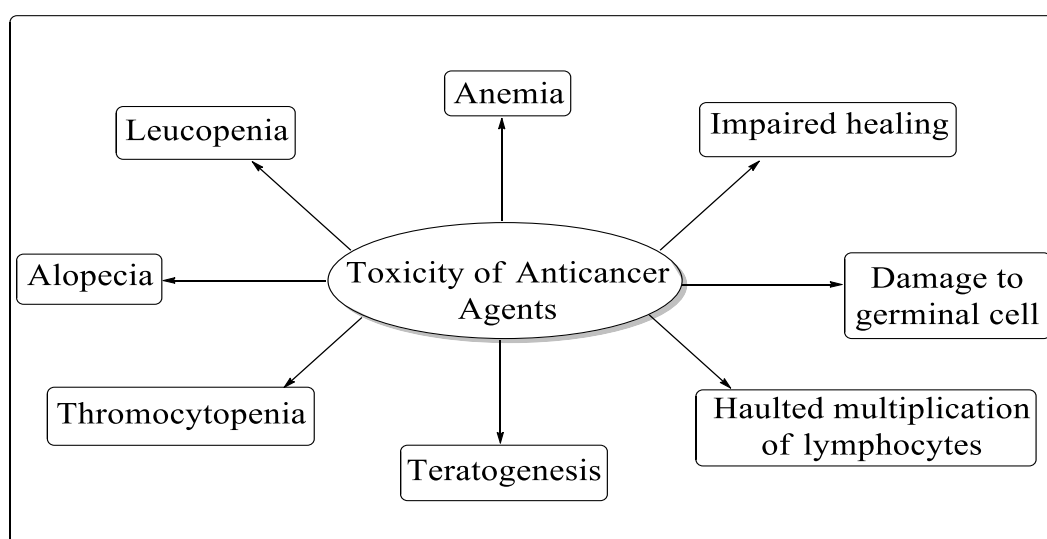 Anemia
Leucopenia
Impaired healing
Alopecia
Toxicity of Anticancer
Agents
Damage to
germinal cell
Thromocytopenia
Haulted multiplication
of lymphocytes
Teratogenesis